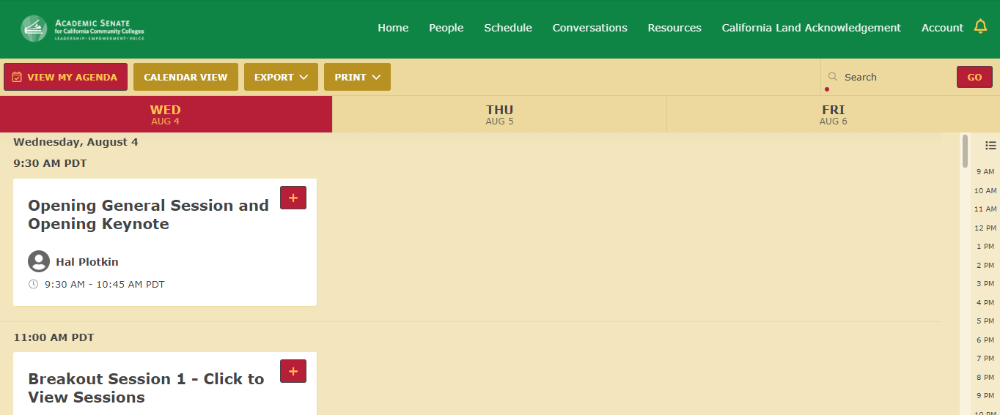 ACADEMIC SENATE
for California Community Colleges
LEADERSHIP • EMPOWERMENT • VOICE
Home People Schedule Conversations Resources California Land Acknowledgement Account
VIEW MY AGENDA CALENDAR VIEW EXPORT PRINT Search GO
WED THU FRI
AUG 4 AUG 5 AUG 6
Wednesday, August 4
9:30 AM PDT
Opening General Session and
Opening Keynote
Hal Plotkin
9:30 AM - 10:45 AM PDT
11:00 AM PDT
Breakout Session 1 - Click to
View Sessions
9 AM
10 AM
11 AM
12 PM
1 PM
2 PM
3 PM
4 PM
5 PM
6 PM
7 PM
8 PM
9 PM
10 PM